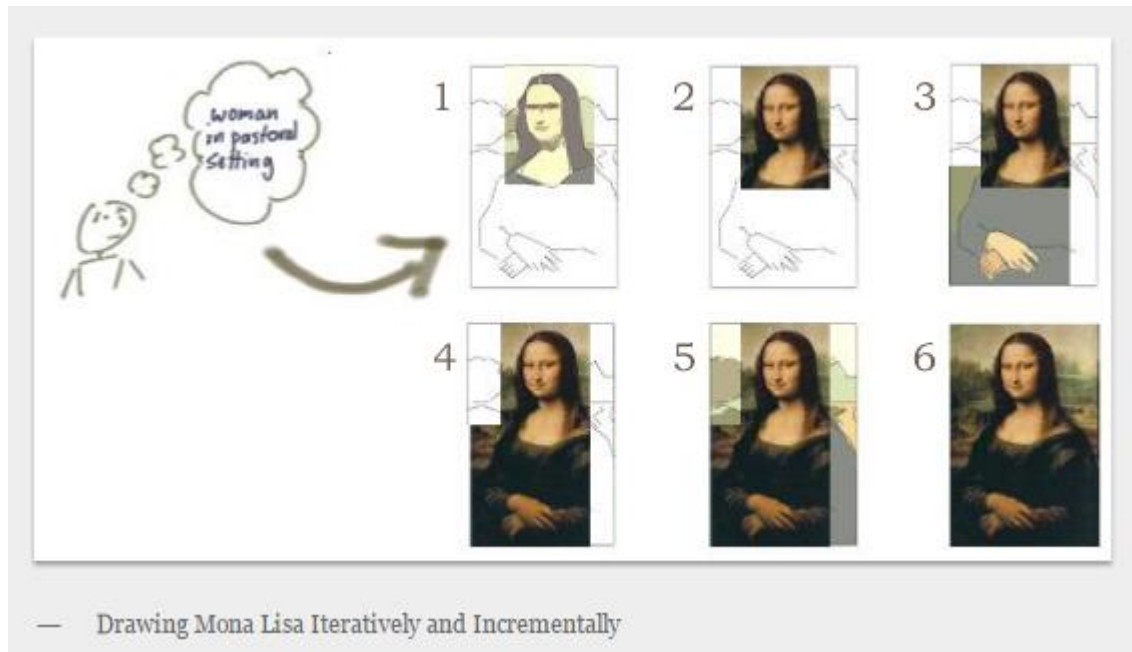 woman
in pastoral
setting
1
2
3
4
5
6
— Drawing Mona Lisa Iteratively and Incrementally